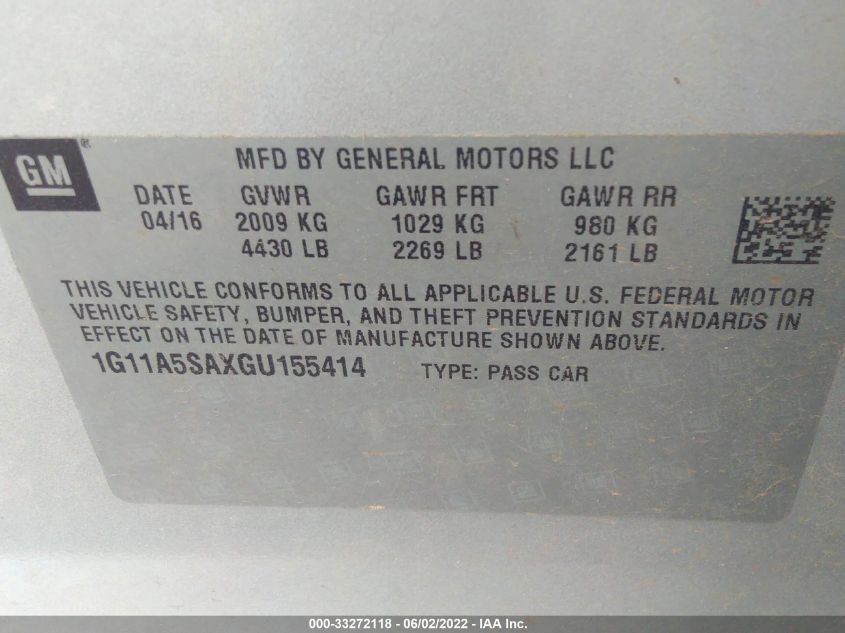 GM®
MFD BY GENERAL MOTORS LLC
DATE GVWR GAWR FRT GAWR RR
04/16 2009 KG 1029 KG 980 KG
4430 LB 2269 LB 2161 LB
THIS VEHICLE CONFORMS TO ALL APPLICABLE U.S. FEDERAL MOTOR
VEHICLE SAFETY, BUMPER, AND THEFT PREVENTION STANDARDS IN
EFFECT ON THE DATE OF MANUFACTURE SHOWN ABOVE.
1G11A5SAXGU155414 TYPE: PASS CAR
000-33272118 - 06/02/2022 - IAA Inc.